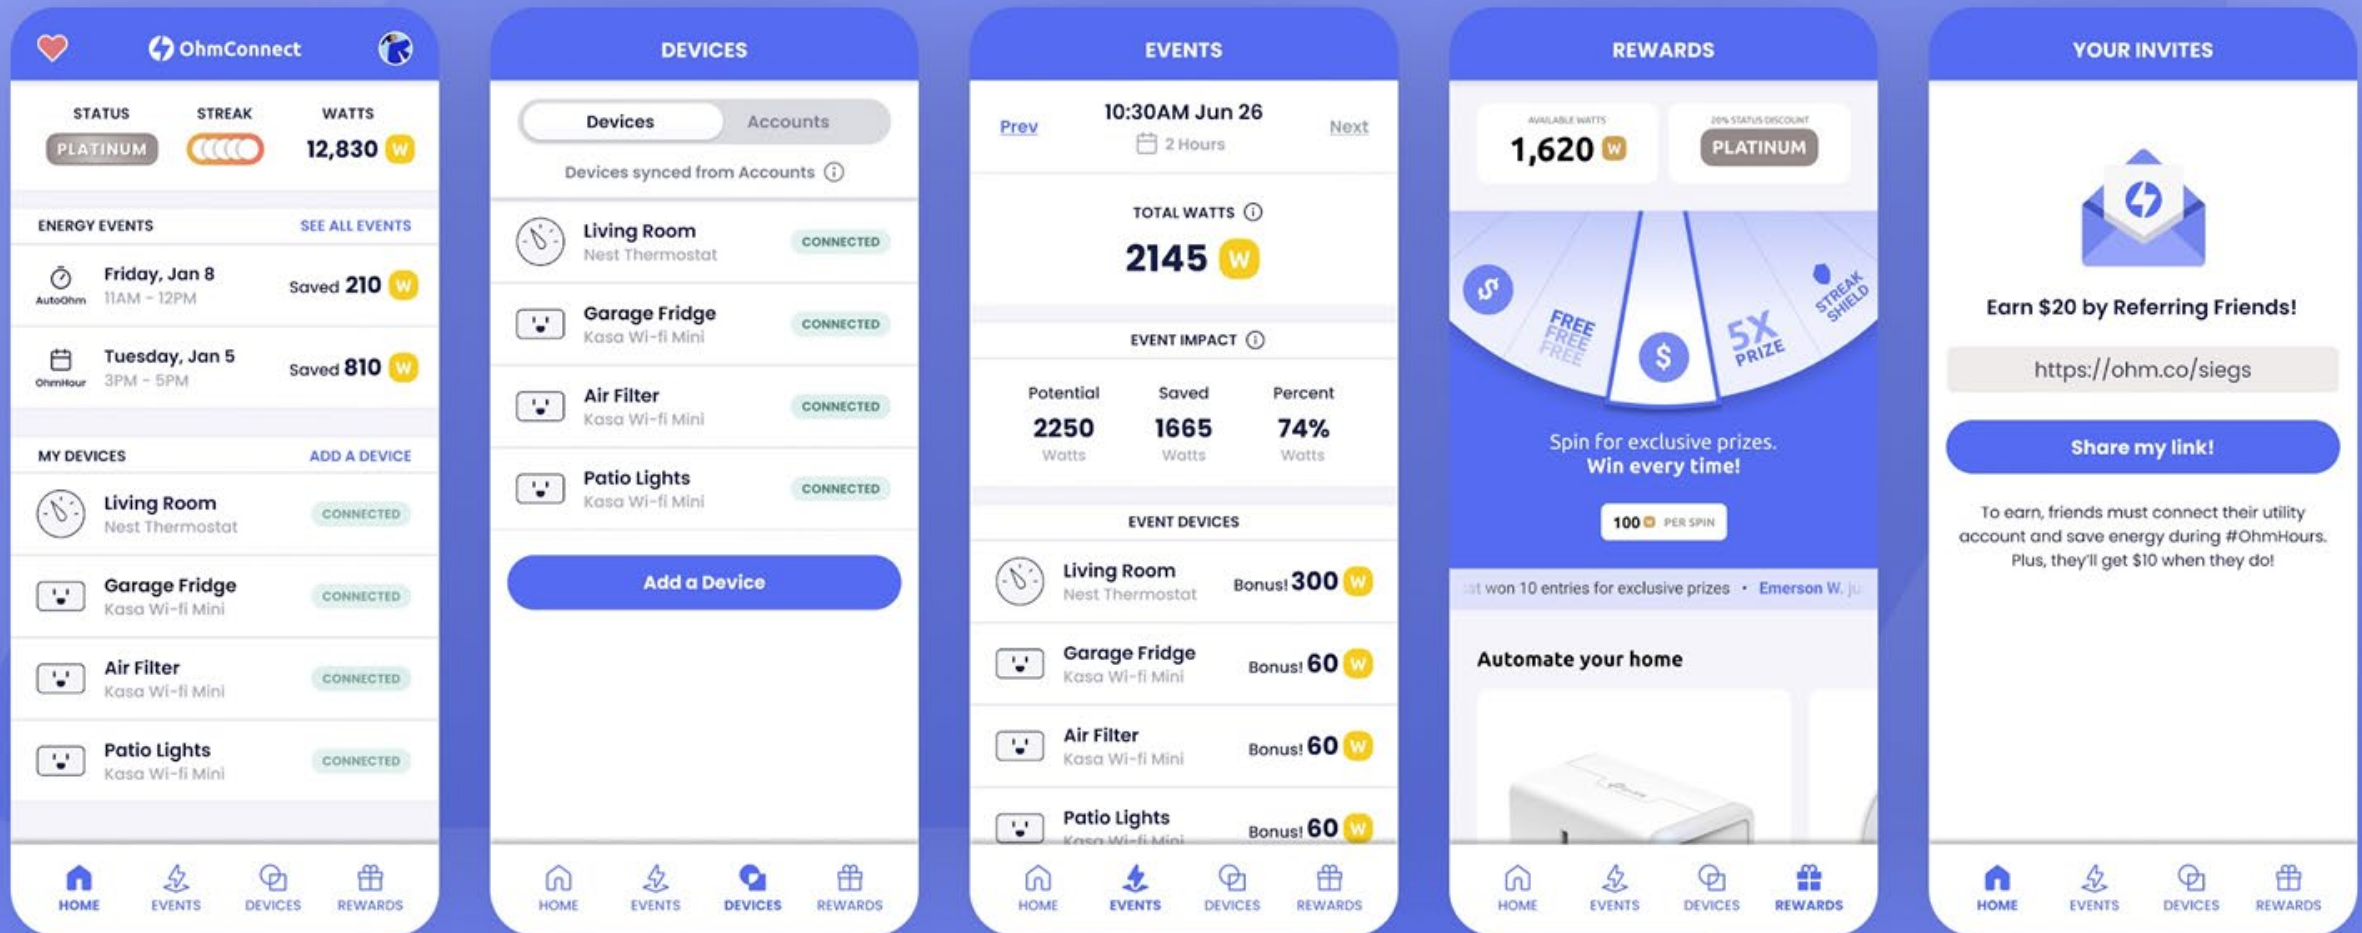 OhmConnect
STATUS STREAK WATTS
PLATINUM 12,830 W
ENERGY EVENTS SEE ALL EVENTS
AutoOhm
Friday, Jan 8
11AM - 12PM
Saved 210 W
OhmHour
Tuesday, Jan 5
3PM - 5PM
Saved 810 W
MY DEVICES ADD A DEVICE
Living Room
Nest Thermostat
CONNECTED
Garage Fridge
Kasa Wi-fi Mini
CONNECTED
Air Filter
Kasa Wi-fi Mini
CONNECTED
Patio Lights
Kasa Wi-fi Mini
CONNECTED
HOME EVENTS DEVICES REWARDS
DEVICES
Devices Accounts
Devices synced from Accounts
Living Room
Nest Thermostat
CONNECTED
Garage Fridge
Kasa Wi-fi Mini
CONNECTED
Air Filter
Kasa Wi-fi Mini
CONNECTED
Patio Lights
Kasa Wi-fi Mini
CONNECTED
Add a Device
HOME EVENTS DEVICES REWARDS
EVENTS
Prev 10:30AM Jun 26 Next
2 Hours
TOTAL WATTS
2145 W
EVENT IMPACT
Potential Saved Percent
2250 1665 74%
Watts Watts Watts
EVENT DEVICES
Living Room
Nest Thermostat
Bonus! 300 W
Garage Fridge
Kasa Wi-fi Mini
Bonus! 60 W
Air Filter
Kasa Wi-fi Mini
Bonus! 60 W
Patio Lights
Kasa Wi-fi Mini
Bonus! 60 W
HOME EVENTS DEVICES REWARDS
REWARDS
AVAILABLE WATTS
1,620 W
20% STATUS DISCOUNT
PLATINUM
$
FREE
FREE
FREE
$
5X
PRIZE
STREAK
SHIELD
Spin for exclusive prizes.
Win every time!
100 W PER SPIN
won 10 entries for exclusive prizes • Emerson W.
Automate your home
HOME EVENTS DEVICES REWARDS
YOUR INVITES
Earn $20 by Referring Friends!
https://ohm.co/siegs
Share my link!
To earn, friends must connect their utility
account and save energy during #OhmHours.
Plus, they'll get $10 when they do!
HOME EVENTS DEVICES REWARDS